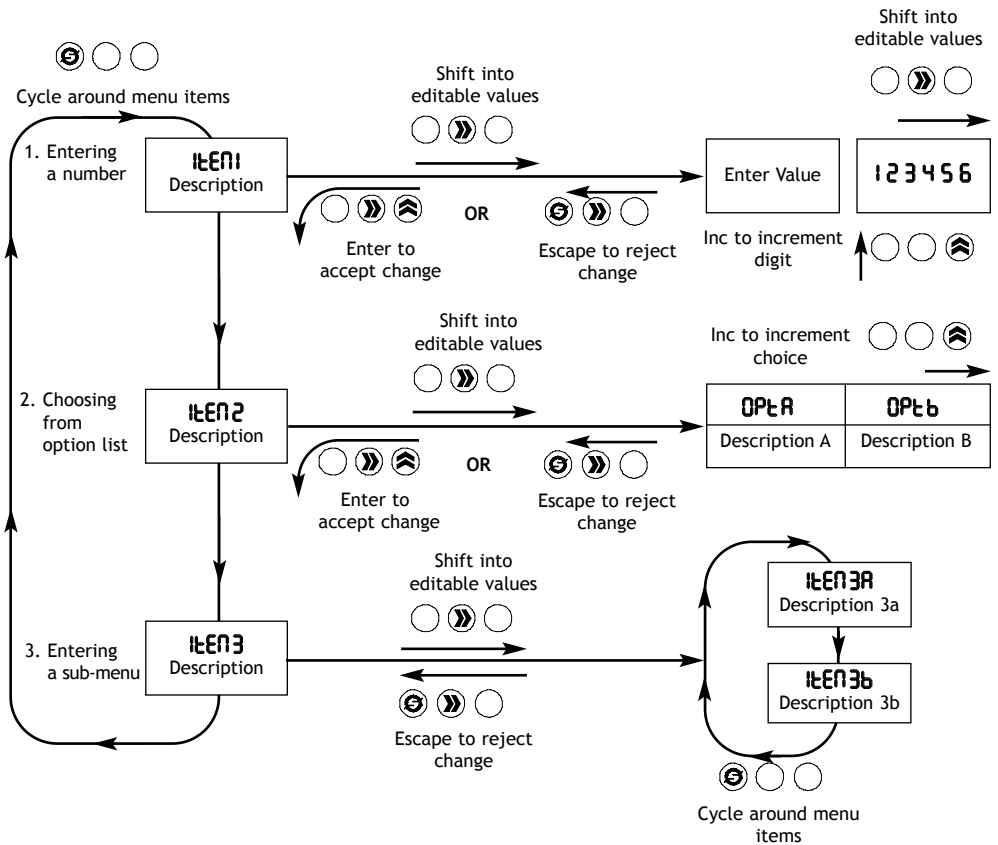 Shift into
editable values
Cycle around menu items
Shift into
editable values
1. Entering
a number
ItEM1
Description
Enter Value
123456
OR
Enter to
accept change
Escape to reject
change
Inc to increment
digit
Shift into
editable values
Inc to increment
choice
2. Choosing
from
option list
ItEM2
Description
OPtA
OPtb
Description A
Description B
OR
Enter to
accept change
Escape to reject
change
Shift into
editable values
ItEM3A
Description 3a
3. Entering
a sub-menu
ItEM3
Description
ItEM3b
Description 3b
Escape to reject
change
Cycle around menu
items